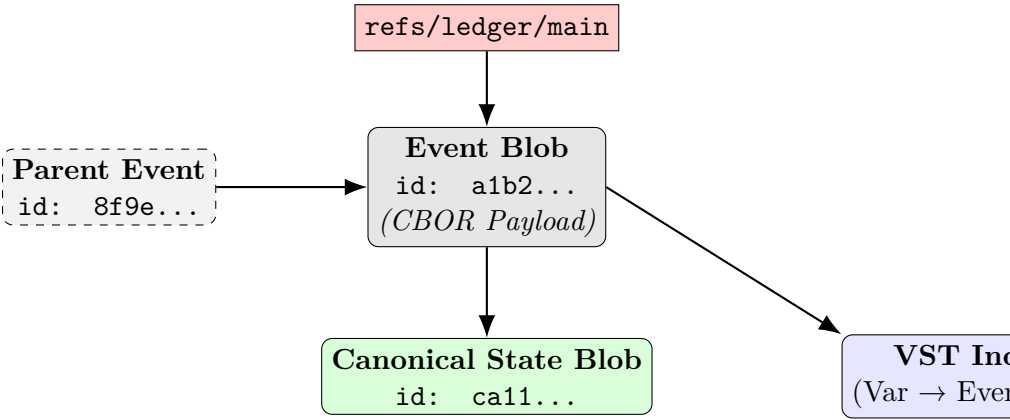 refs/ledger/main
Parent Event
id: 8f9e...
Event Blob
id: a1b2...
(CBOR Payload)
Canonical State Blob
id: ca11...
VST
(Var →